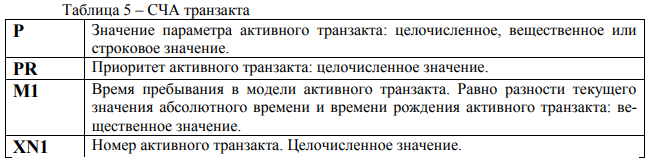 Таблица 5 – СЧА транзакта
P Значение параметра активного транзакта: целочисленное, вещественное или
строковое значение.
PR Приоритет активного транзакта: целочисленное значение.
M1 Время пребывания в модели активного транзакта. Равно разности текущего
значения абсолютного времени и времени рождения активного транзакта: ве-
щественное значение.
XN1 Номер активного транзакта. Целочисленное значение.